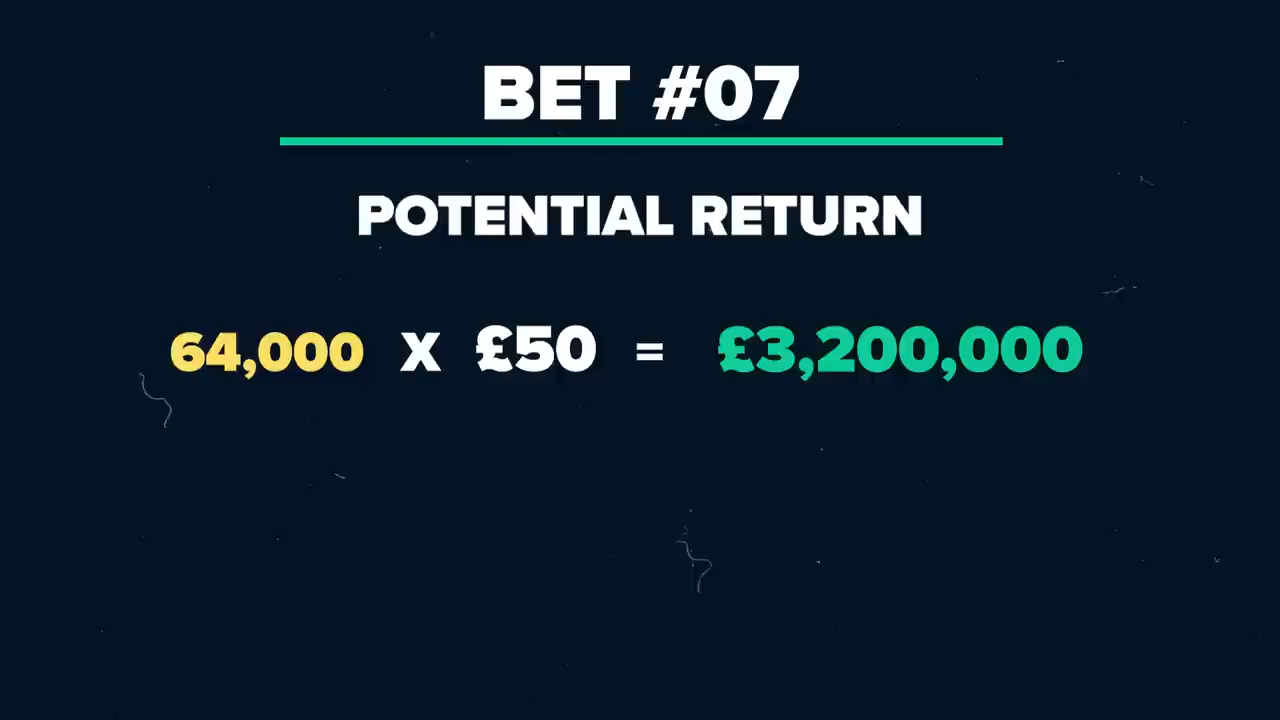 BET #07
POTENTIAL RETURN
64,000 X £50 = £3,200,000